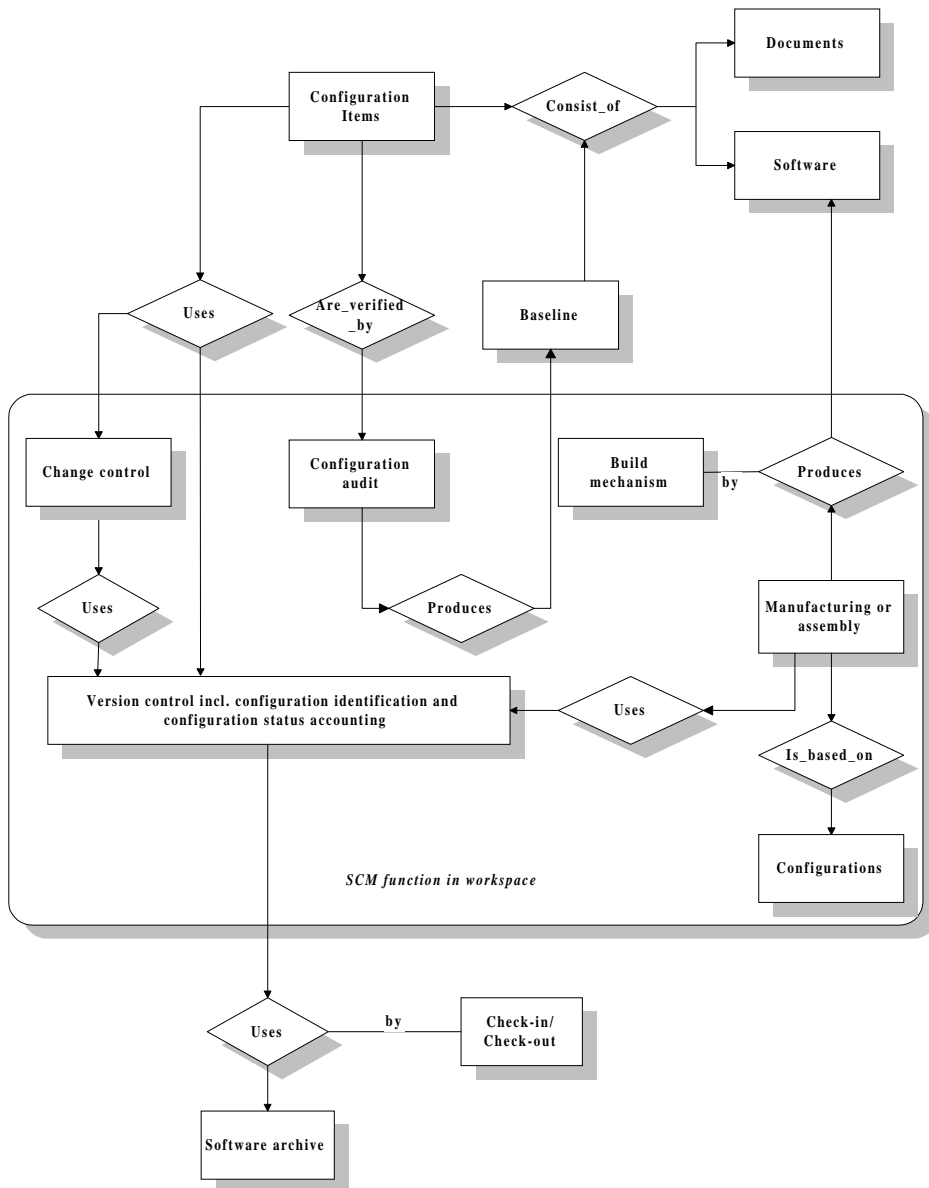 Documents
Configuration
Items
Consist_of
Software
Uses
Are_verified
_by
Baseline
Change control
Configuration
audit
Build
mechanism
by
Produces
Uses
Produces
Manufacturing or
assembly
Version control incl. configuration identification and
configuration status accounting
Uses
Is_based_on
Configurations
SCM function in workspace
Uses
by
Check-in/
Check-out
Software archive